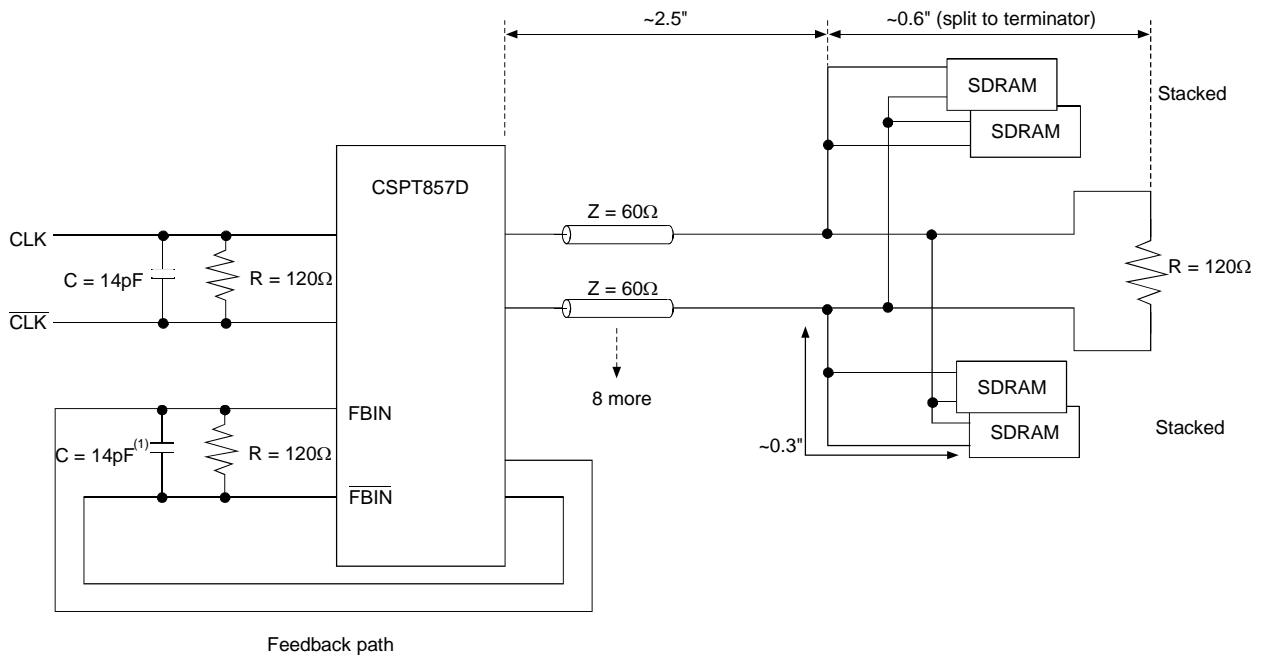 ~2.5"
~0.6" (split to terminator)
SDRAM
Stacked
SDRAM
CSPT857D
Z = 60Ω
CLK
C = 14pF
R = 120Ω
R = 120Ω
CLK
Z = 60Ω
8 more
SDRAM
FBIN
SDRAM
Stacked
C = 14pF(1)
R = 120Ω
~0.3"
FBIN
Feedback path